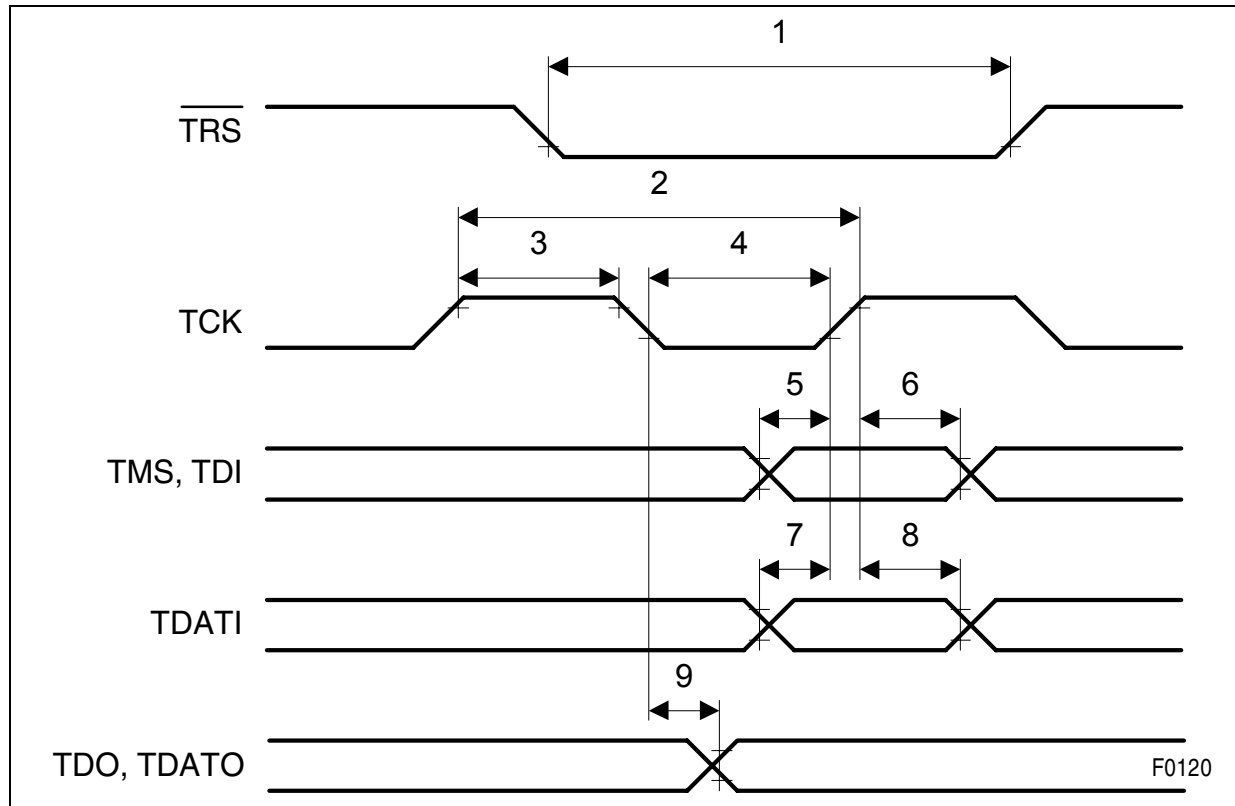 1
TRS
2
3 4
TCK
5 6
TMS, TDI
7 8
TDATI
9
TDO, TDATO
F0120